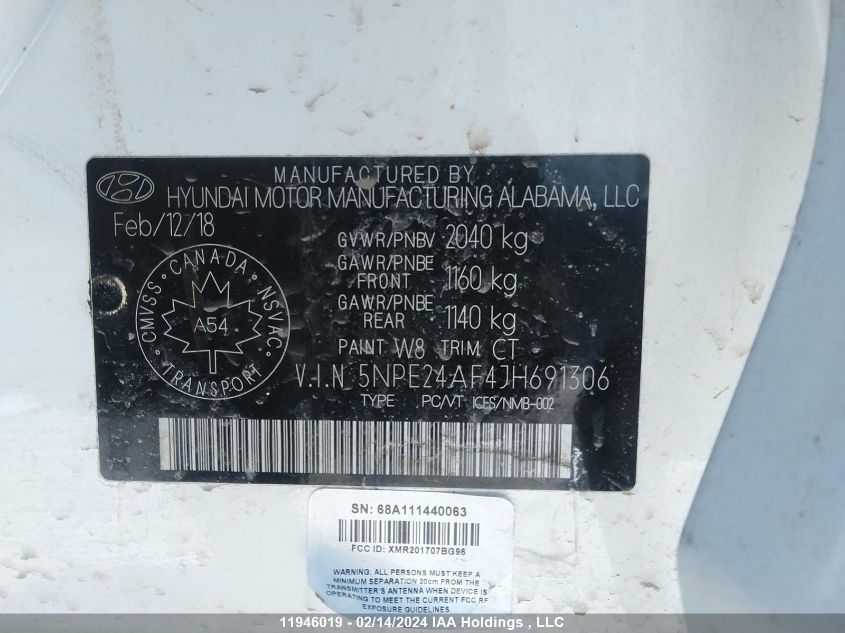 MANUFACTURED BY
HYUNDAI MOTOR MANUFACTURING ALABAMA, LLC
Feb/12/18
GVWR/PNBV 2040 kg
GAWR/PNBE FRONT 1160 kg
GAWR/PNBE REAR 1140 kg
CANADA
CMVSS • NSVAC
A54
TRANSPORT
PAINT W8 TRIM CT
V.I.N 5NPE24AF4JH691306
TYPE PC/VT ICES/NMB-002
SN: 68A111440063
FCC ID: XMR201707BG96
WARNING: ALL PERSONS MUST KEEP A
MINIMUM SEPARATION 20cm FROM THE
TRANSMITTER'S ANTENNA WHEN DEVICE IS
OPERATING TO MEET THE CURRENT FCC RF
EXPOSURE GUIDELINES.
11946019 - 02/14/2024 IAA Holdings , LLC